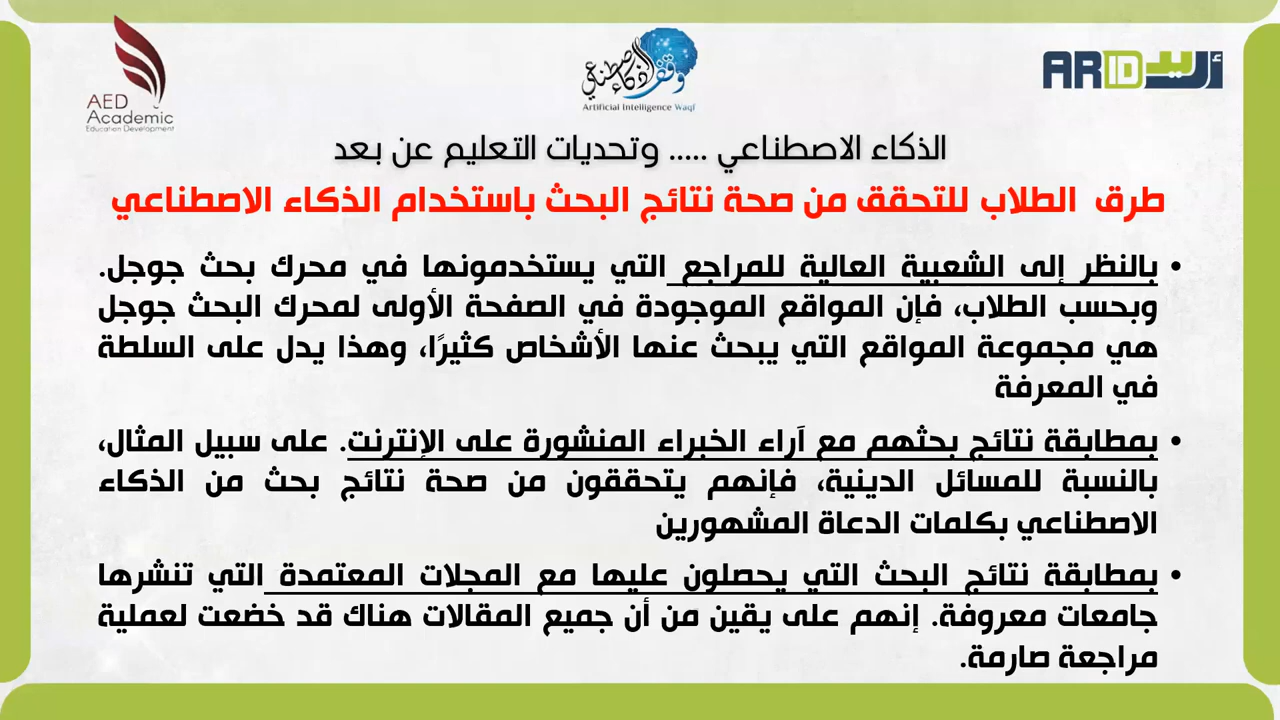 AED
Academic
Education Development
وقف الذكاء الاصطناعي
Artificial Intelligence Waqf
ARID أريد
الذكاء الاصطناعي ..... وتحديات التعليم عن بعد
طرق الطلاب للتحقق من صحة نتائج البحث باستخدام الذكاء الاصطناعي
• بالنظر إلى الشعبية العالية للمراجع التي يستخدمونها في محرك بحث جوجل.
وبحسب الطلاب، فإن المواقع الموجودة في الصفحة الأولى لمحرك البحث جوجل
هي مجموعة المواقع التي يبحث عنها الأشخاص كثيرًا، وهذا يدل على السلطة
في المعرفة
• بمطابقة نتائج بحثهم مع آراء الخبراء المنشورة على الإنترنت. على سبيل المثال،
بالنسبة للمسائل الدينية، فإنهم يتحققون من صحة نتائج بحث من الذكاء
الاصطناعي بكلمات الدعاة المشهورين
• بمطابقة نتائج البحث التي يحصلون عليها مع المجلات المعتمدة التي تنشرها
جامعات معروفة. إنهم على يقين من أن جميع المقالات هناك قد خضعت لعملية
مراجعة صارمة.